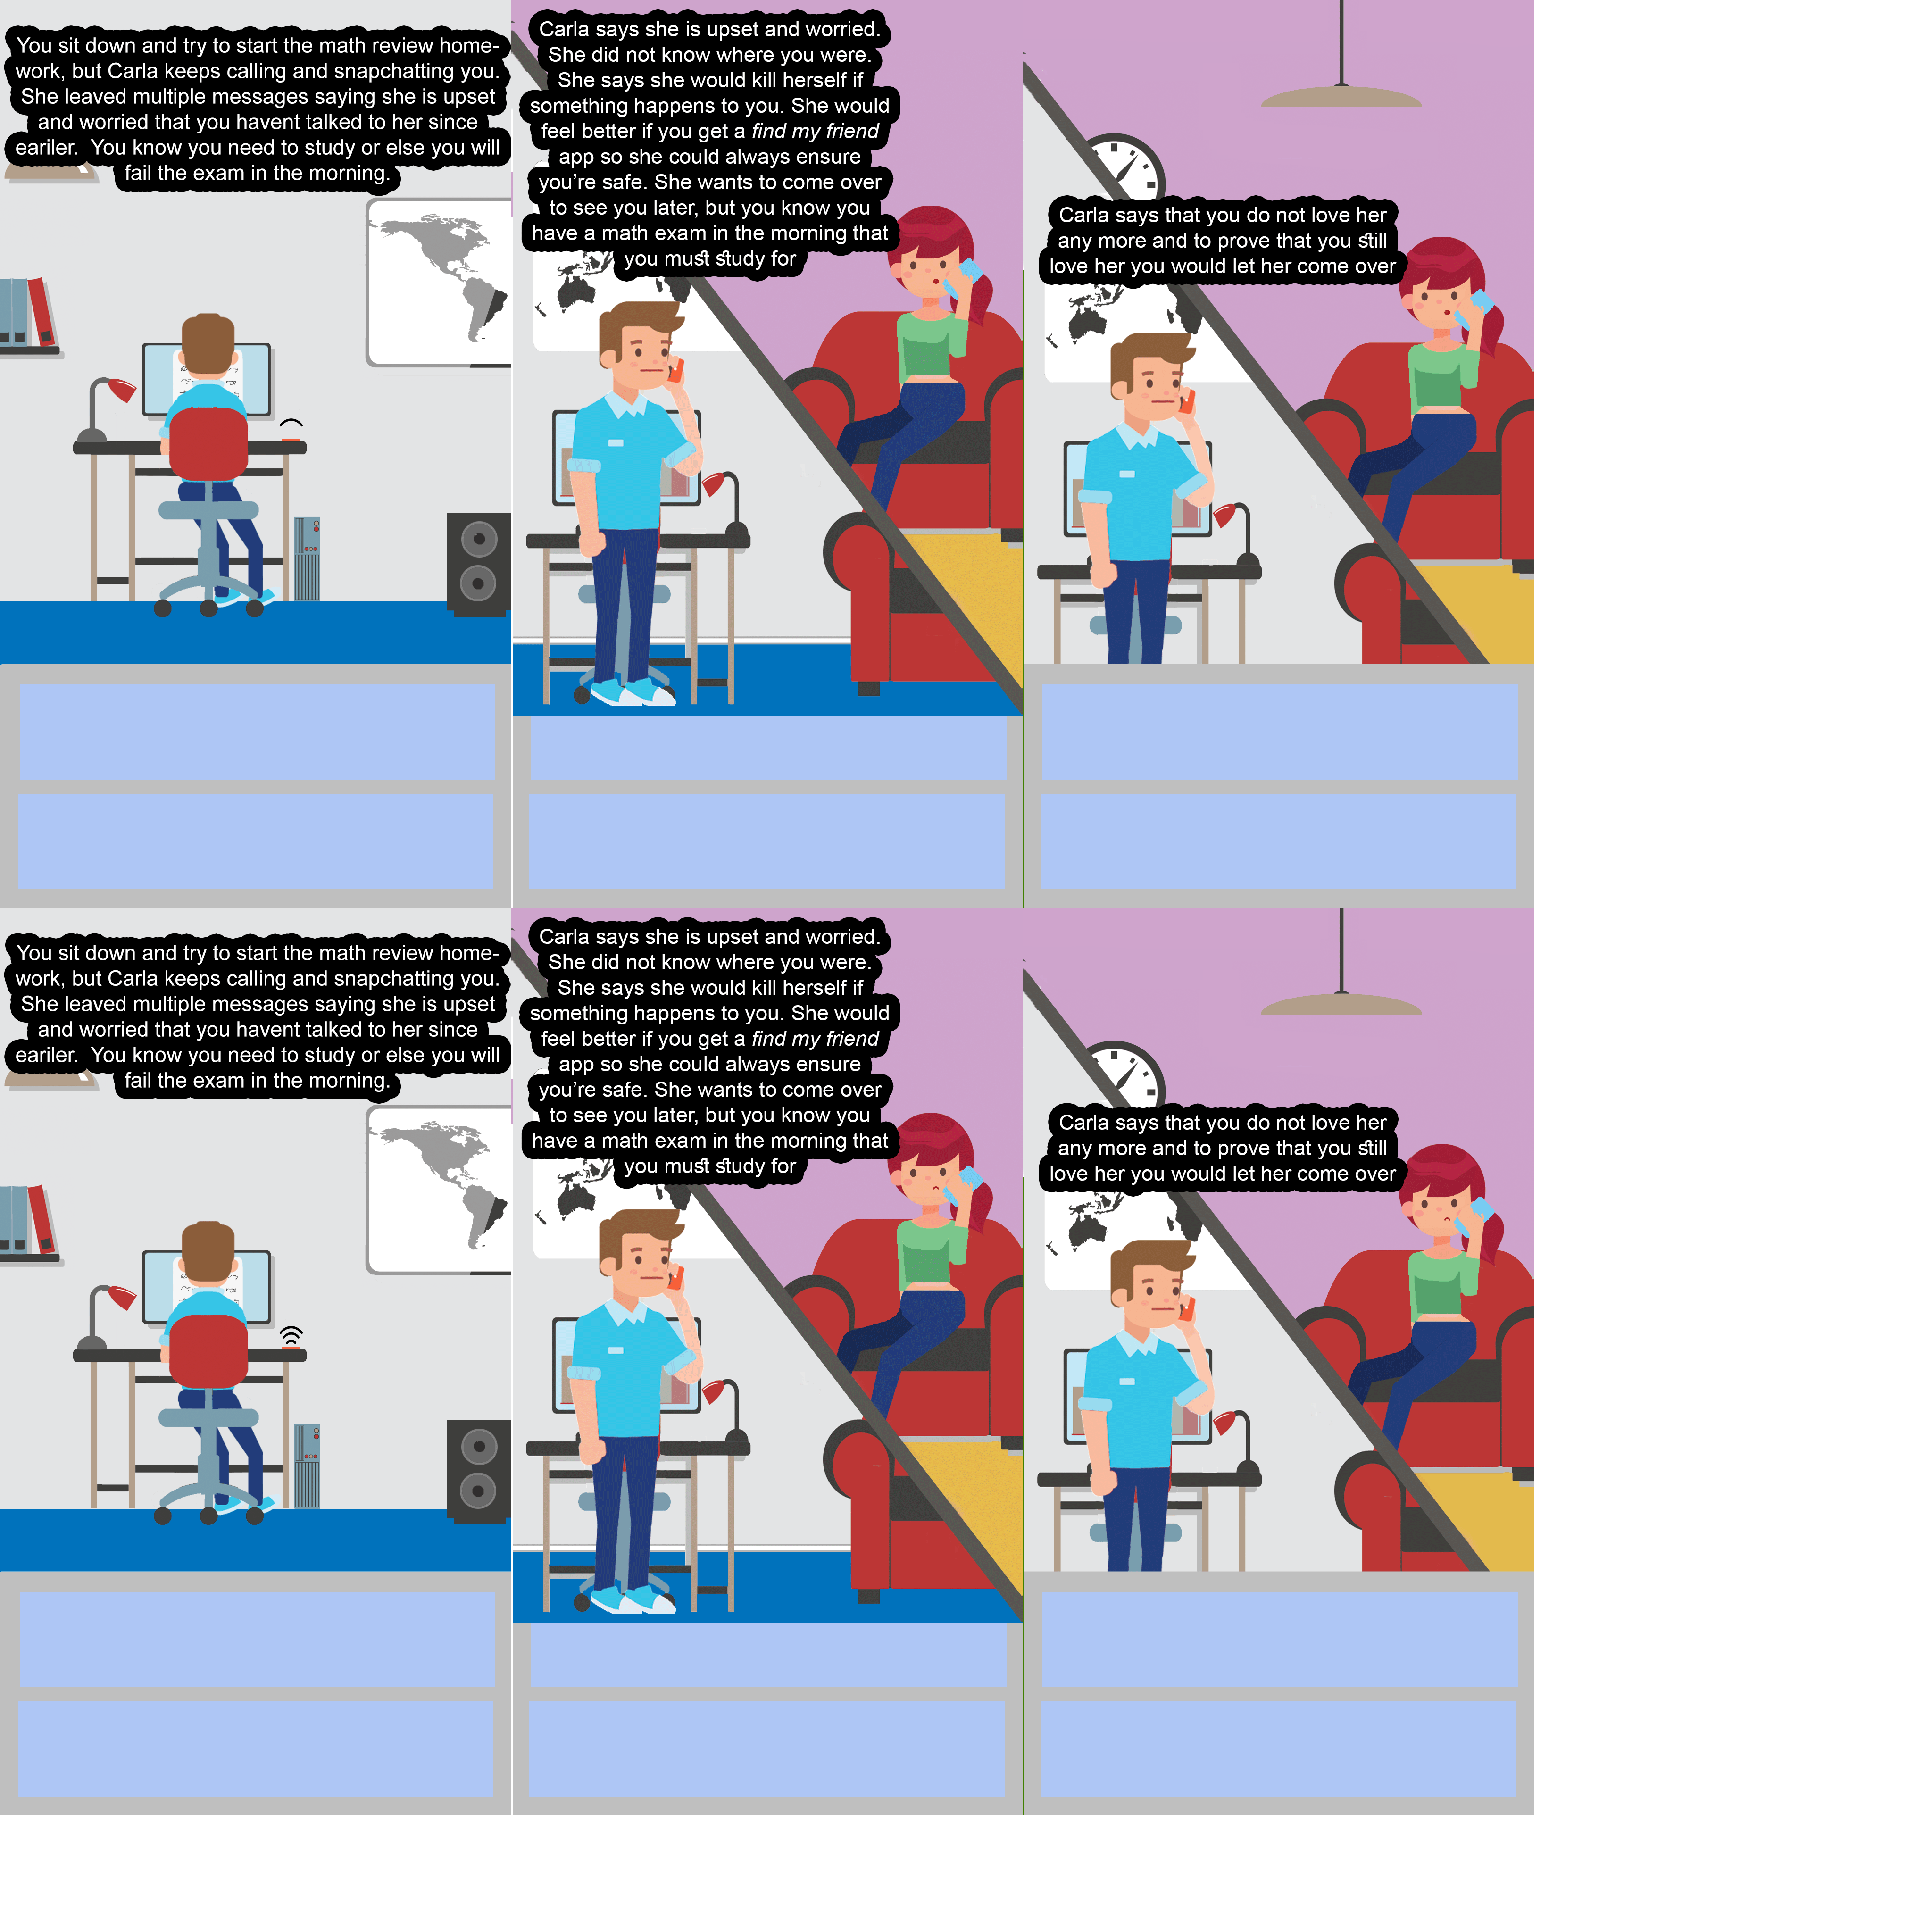 You sit down and try to start the math review home-
work, but Carla keeps calling and snapchatting you.
She leaved multiple messages saying she is upset
and worried that you havent talked to her since
eariler.  You know you need to study or else you will
fail the exam in the morning.
Carla says she is upset and worried.
She did not know where you were.
She says she would kill herself if
something happens to you. She would
feel better if you get a find my friend
app so she could always ensure
you're safe. She wants to come over
to see you later, but you know you
have a math exam in the morning that
you must study for
Carla says that you do not love her
any more and to prove that you still
love her you would let her come over
You sit down and try to start the math review home-
work, but Carla keeps calling and snapchatting you.
She leaved multiple messages saying she is upset
and worried that you havent talked to her since
eariler.  You know you need to study or else you will
fail the exam in the morning.
Carla says she is upset and worried.
She did not know where you were.
She says she would kill herself if
something happens to you. She would
feel better if you get a find my friend
app so she could always ensure
you're safe. She wants to come over
to see you later, but you know you
have a math exam in the morning that
you must study for
Carla says that you do not love her
any more and to prove that you still
love her you would let her come over